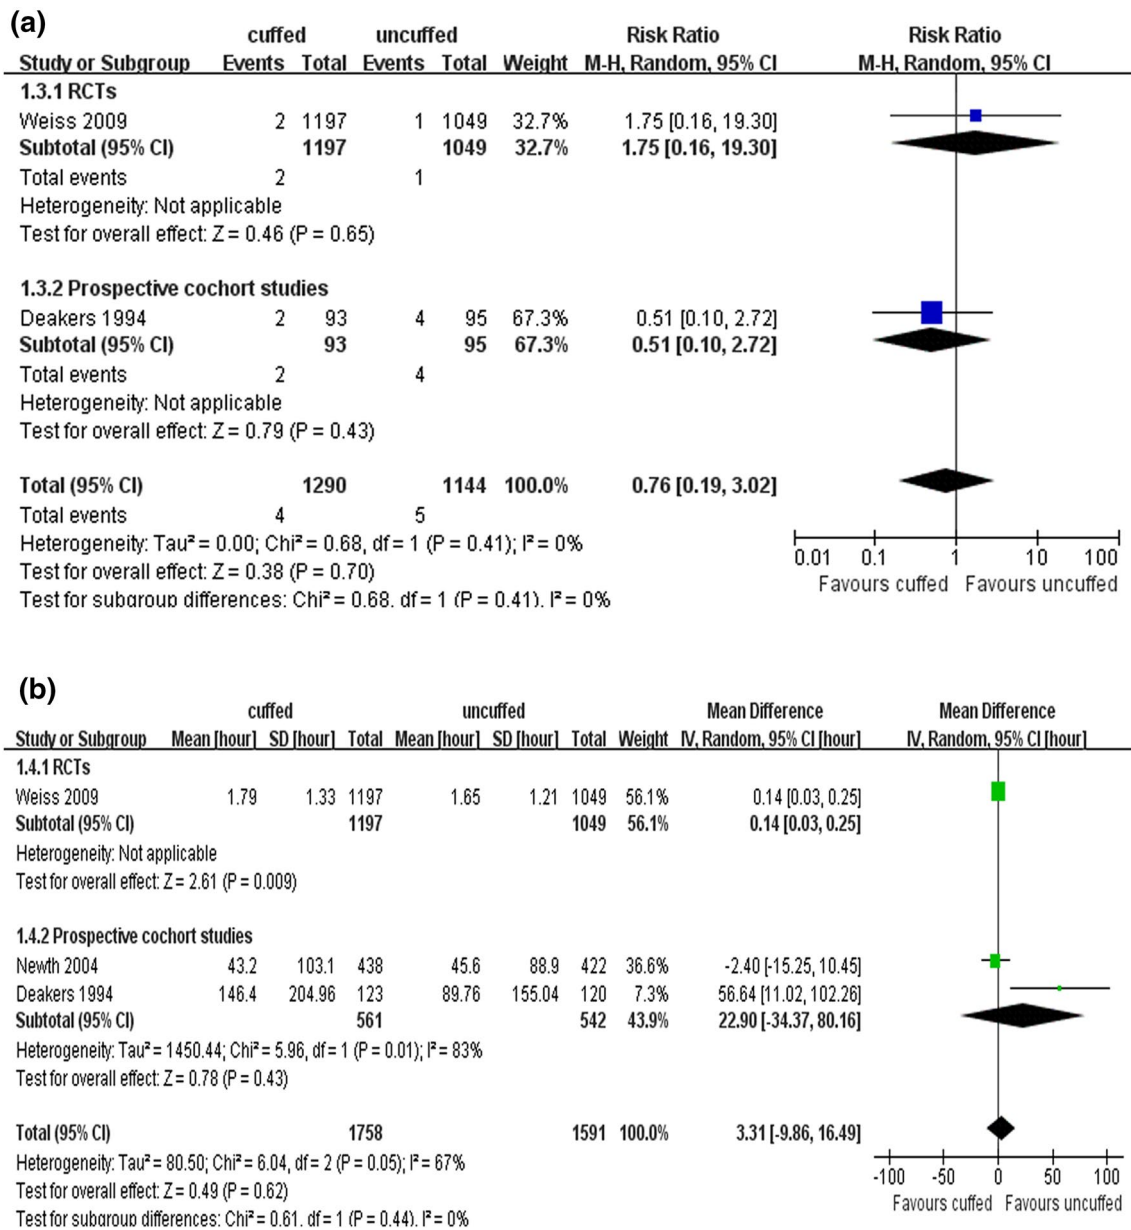 (a)
cuffed uncuffed Risk Ratio Risk Ratio
Study or Subgroup Events Total Events Total Weight M-H, Random, 95% CI M-H, Random, 95% CI
1.3.1 RCTs
Weiss 2009 2 1197 1 1049 32.7% 1.75 [0.16, 19.30]
Subtotal (95% CI) 1197 1049 32.7% 1.75 [0.16, 19.30]
Total events 2 1
Heterogeneity: Not applicable
Test for overall effect: Z = 0.46 (P = 0.65)
1.3.2 Prospective cochort studies
Deakers 1994 2 93 4 95 67.3% 0.51 [0.10, 2.72]
Subtotal (95% CI) 93 95 67.3% 0.51 [0.10, 2.72]
Total events 2 4
Heterogeneity: Not applicable
Test for overall effect: Z = 0.79 (P = 0.43)
Total (95% CI) 1290 1144 100.0% 0.76 [0.19, 3.02]
Total events 4 5
Heterogeneity: Tau² = 0.00; Chi² = 0.68, df = 1 (P = 0.41); I² = 0%
Test for overall effect: Z = 0.38 (P = 0.70)
Test for subgroup differences: Chi² = 0.68. df = 1 (P = 0.41). I² = 0%
0.01 0.1 1 10 100
Favours cuffed Favours uncuffed
(b)
cuffed uncuffed Mean Difference Mean Difference
Study or Subgroup Mean [hour] SD [hour] Total Mean [hour] SD [hour] Total Weight IV, Random, 95% CI [hour] IV, Random, 95% CI [hour]
1.4.1 RCTs
Weiss 2009 1.79 1.33 1197 1.65 1.21 1049 56.1% 0.14 [0.03, 0.25]
Subtotal (95% CI) 1197 1049 56.1% 0.14 [0.03, 0.25]
Heterogeneity: Not applicable
Test for overall effect: Z = 2.61 (P = 0.009)
1.4.2 Prospective cochort studies
Newth 2004 43.2 103.1 438 45.6 88.9 422 36.6% -2.40 [-15.25, 10.45]
Deakers 1994 146.4 204.96 123 89.76 155.04 120 7.3% 56.64 [11.02, 102.26]
Subtotal (95% CI) 561 542 43.9% 22.90 [-34.37, 80.16]
Heterogeneity: Tau² = 1450.44; Chi² = 5.96, df = 1 (P = 0.01); I² = 83%
Test for overall effect: Z = 0.78 (P = 0.43)
Total (95% CI) 1758 1591 100.0% 3.31 [-9.86, 16.49]
Heterogeneity: Tau² = 80.50; Chi² = 6.04, df = 2 (P = 0.05); I² = 67%
Test for overall effect: Z = 0.49 (P = 0.62)
Test for subgroup differences: Chi² = 0.61. df = 1 (P = 0.44). I² = 0%
-100 -50 0 50 100
Favours cuffed Favours uncuffed